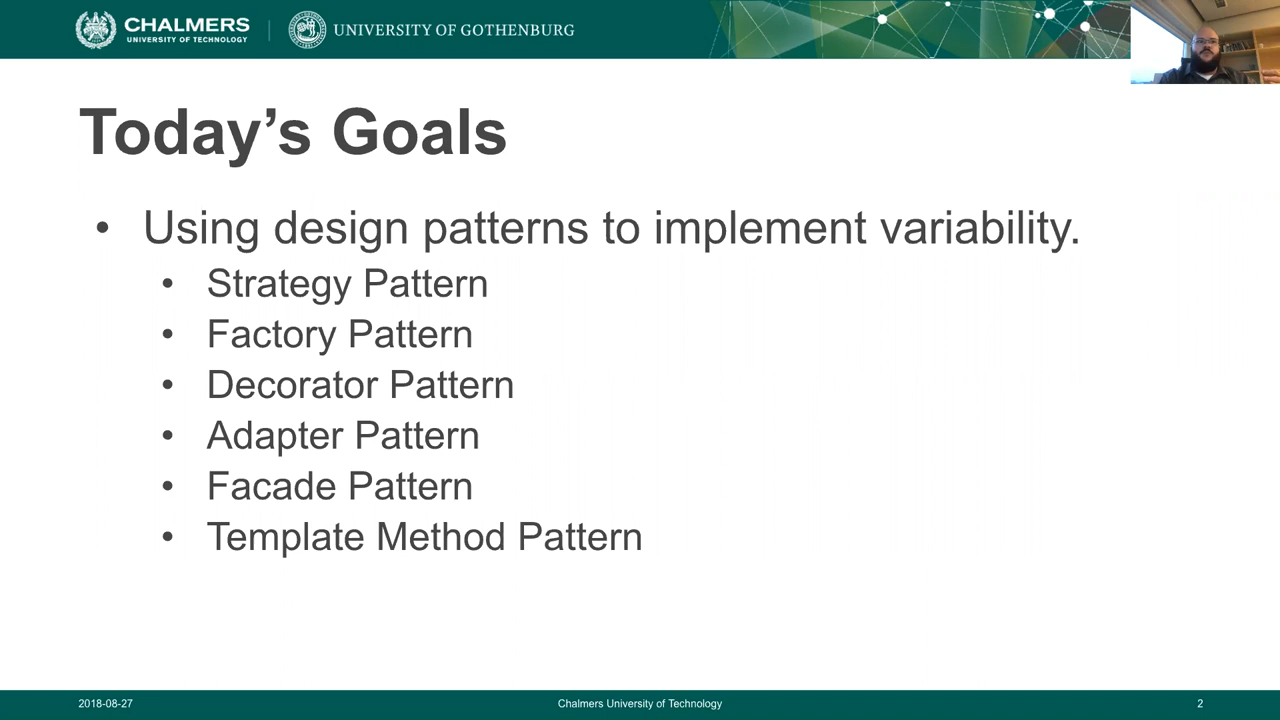 CHALMERS
UNIVERSITY OF TECHNOLOGY
UNIVERSITY OF GOTHENBURG
Today’s Goals
• Using design patterns to implement variability.
• Strategy Pattern
• Factory Pattern
• Decorator Pattern
• Adapter Pattern
• Facade Pattern
• Template Method Pattern
2018-08-27
Chalmers University of Technology
2